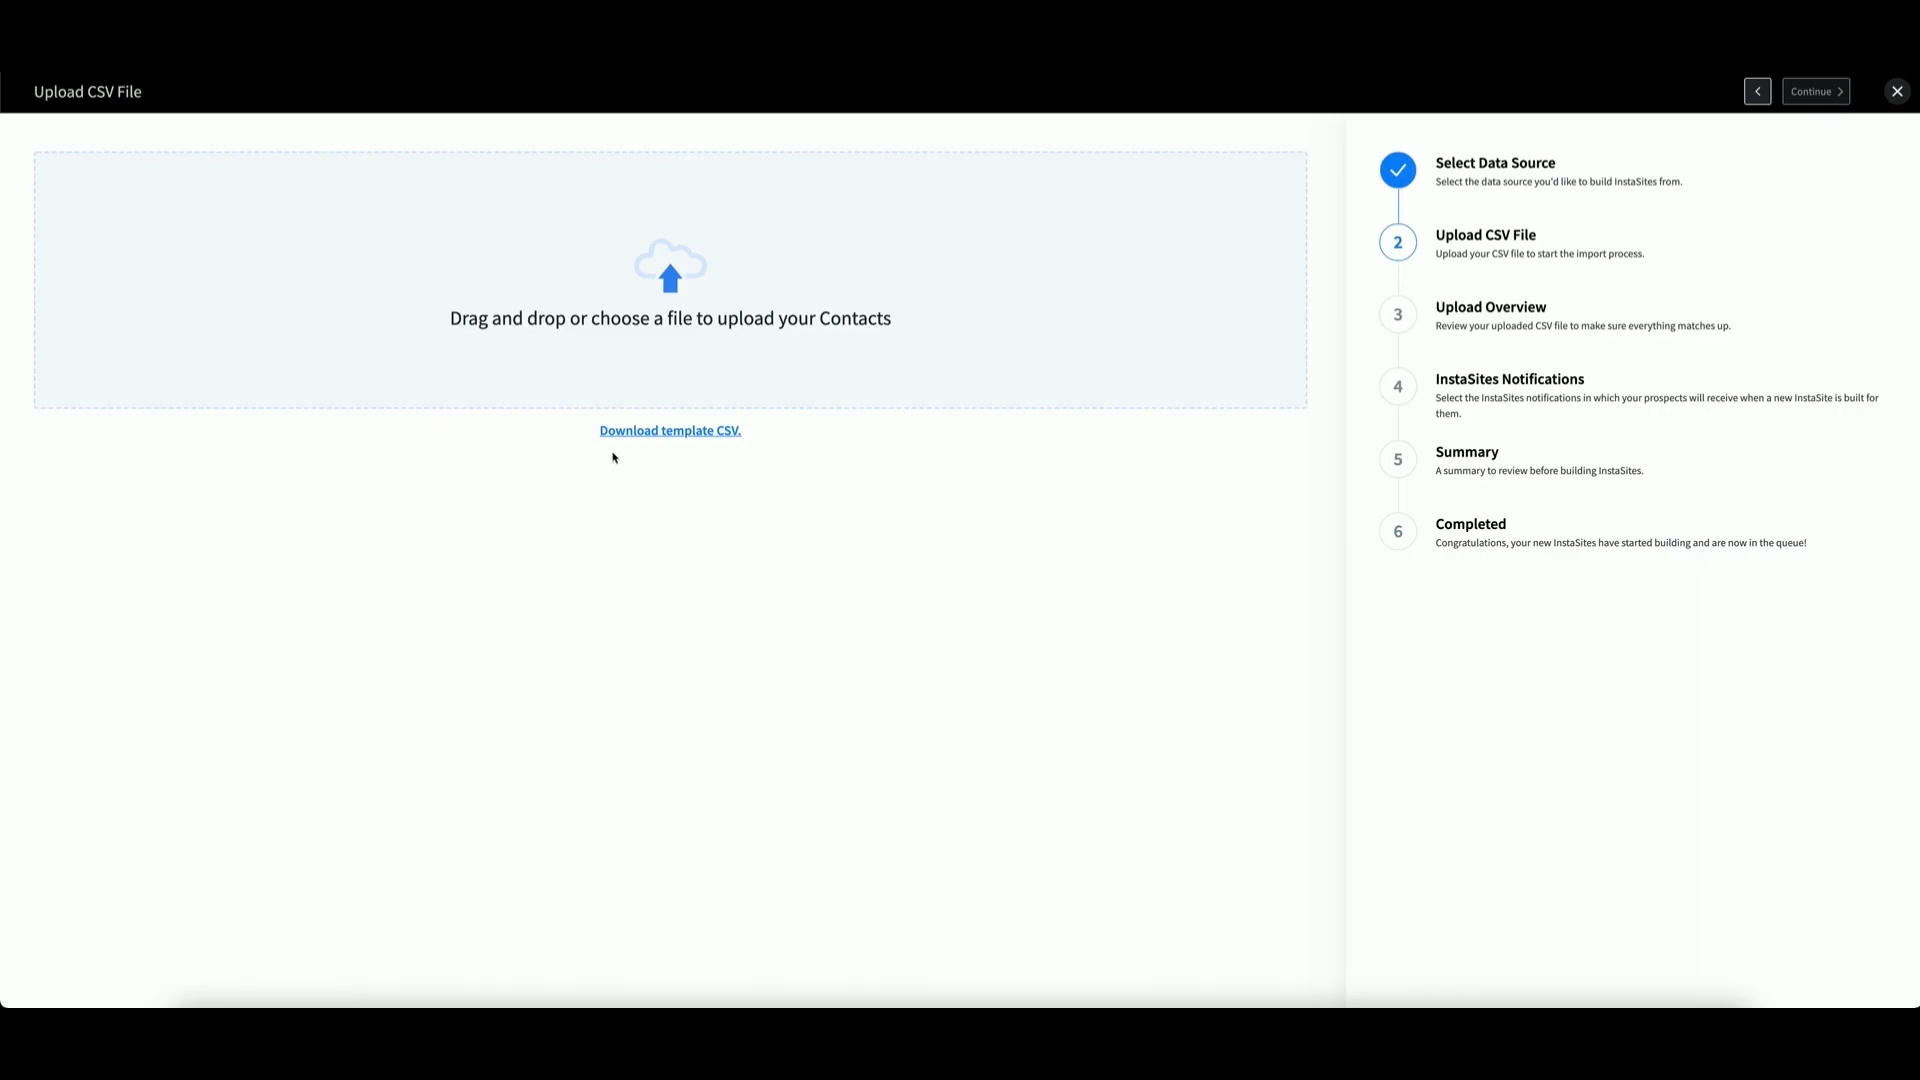 Upload CSV File
Continue
Drag and drop or choose a file to upload your Contacts
Download template CSV.
Select Data Source
Select the data source you'd like to build InstaSites from.
2
Upload CSV File
Upload your CSV file to start the import process.
3
Upload Overview
Review your uploaded CSV file to make sure everything matches up.
4
InstaSites Notifications
Select the InstaSites notifications in which your prospects will receive when a new InstaSite is built for
them.
5
Summary
A summary to review before building InstaSites.
6
Completed
Congratulations, your new InstaSites have started building and are now in the queue!